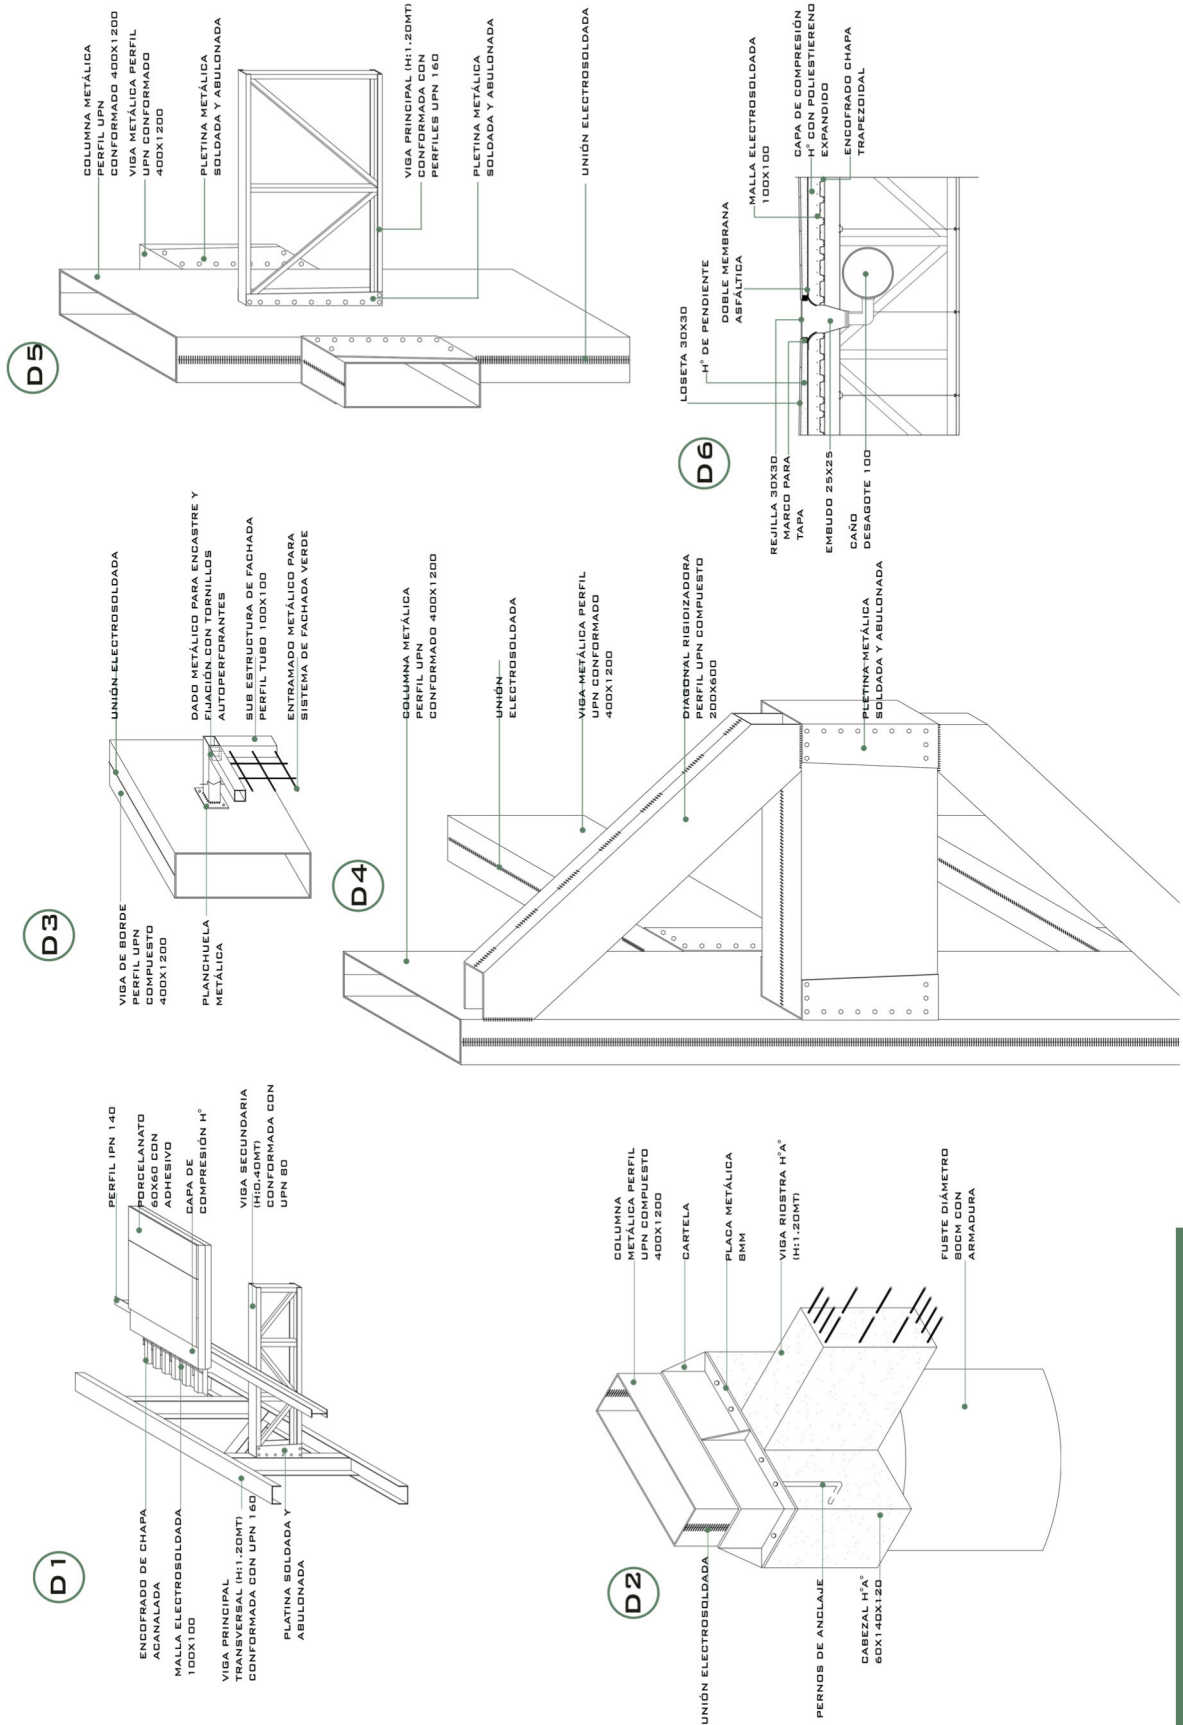 D1
ENCOFRADO DE CHAPA
ACANALADA
MALLA ELECTROSOLDADA
100X100
VIGA PRINCIPAL
TRANSVERSAL (H:1.20MT)
CONFORMADA CON UPN 160
PLATINA SOLDADA Y
ABULONADA
PERFIL IPN 140
PORCELANATO
60X60 CON
ADHESIVO
CAPA DE
COMPRESIÓN H°
VIGA SECUNDARIA
(H:0.40MT)
CONFORMADA CON
UPN 80
D2
UNIÓN ELECTROSOLDADA
PERNOS DE ANCLAJE
CABEZAL H°A°
60X140X120
COLUMNA
METÁLICA PERFIL
UPN COMPUESTO
400X1200
CARTELA
PLACA METÁLICA
8MM
VIGA RIOSTRA H°A°
(H:1.20MT)
FUSTE DIÁMETRO
80CM CON
ARMADURA
D3
VIGA DE BORDE
PERFIL UPN
COMPUESTO
400X1200
PLANCHUELA
METÁLICA
UNIÓN ELECTROSOLDADA
DADO METÁLICO PARA ENCASTRE Y
FIJACIÓN CON TORNILLOS
AUTOPERFORANTES
SUB ESTRUCTURA DE FACHADA
PERFIL TUBO 100X100
ENTRAMADO METÁLICO PARA
SISTEMA DE FACHADA VERDE
D4
COLUMNA METÁLICA
PERFIL UPN
CONFORMADO 400X1200
UNIÓN
ELECTROSOLDADA
VIGA METÁLICA PERFIL
UPN CONFORMADO
400X1200
DIAGONAL RIGIDIZADORA
PERFIL UPN COMPUESTO
200X600
PLETINA METÁLICA
SOLDADA Y ABULONADA
D5
COLUMNA METÁLICA
PERFIL UPN
CONFORMADO 400X1200
VIGA METÁLICA PERFIL
UPN CONFORMADO
400X1200
PLETINA METÁLICA
SOLDADA Y ABULONADA
VIGA PRINCIPAL (H:1.20MT)
CONFORMADA CON
PERFILES UPN 160
PLETINA METÁLICA
SOLDADA Y ABULONADA
UNIÓN ELECTROSOLDADA
D6
REJILLA 30X30
MARCO PARA
TAPA
EMBUDO 25X25
CAÑO
DESAGOTE 100
LOSETA 30X30
H° DE PENDIENTE
DOBLE MEMBRANA
ASFÁLTICA
MALLA ELECTROSOLDADA
100X100
CAPA DE COMPRESIÓN
H° CON POLIESTIERENO
EXPANDIDO
ENCOFRADO CHAPA
TRAPEZOIDAL